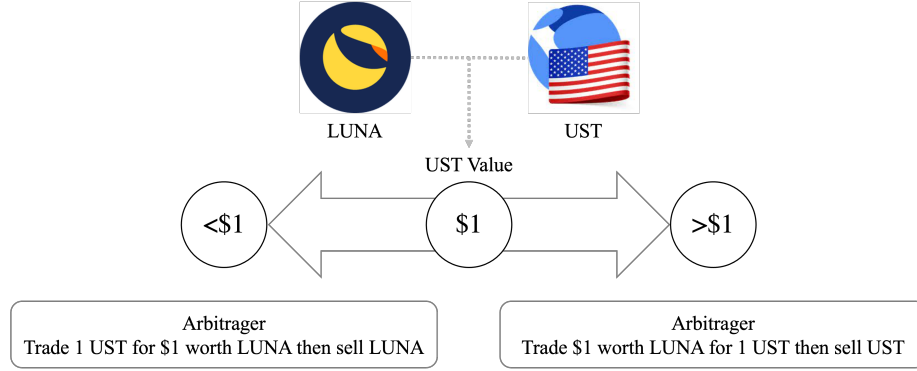 LUNA
UST
UST Value
<$1
$1
>$1
Arbitrager
Trade 1 UST for $1 worth LUNA then sell LUNA
Arbitrager
Trade $1 worth LUNA for 1 UST then sell UST